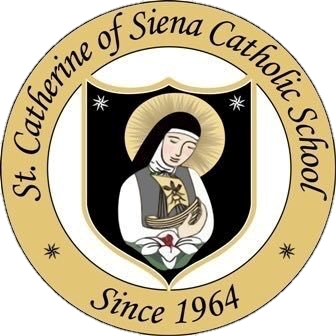 St. Catherine of Siena Catholic School
Since 1964